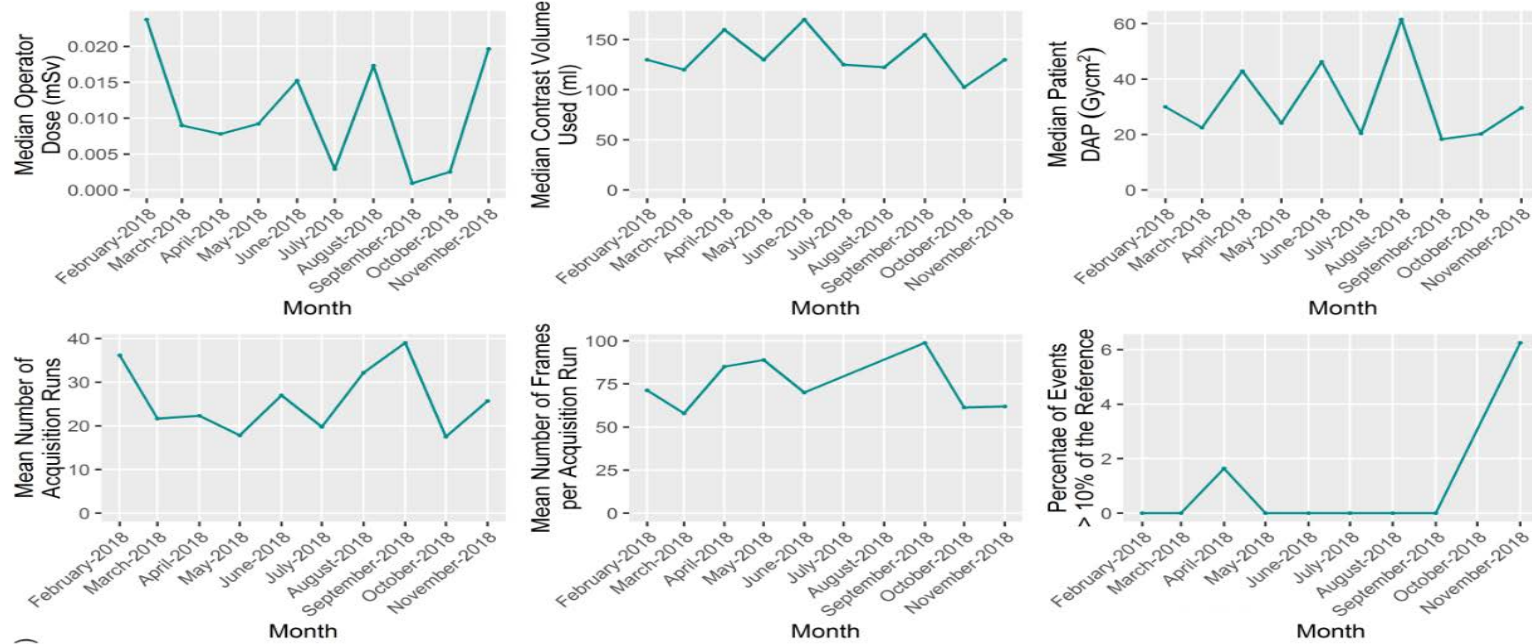 Median Operator
Dose (mSv)
0.020
0.015
0.010
0.005
0.000
February-2018
March-2018
April-2018
May-2018
June-2018
July-2018
August-2018
September-2018
October-2018
November-2018
Month
Median Contrast Volume
Used (ml)
150
100
50
0
February-2018
March-2018
April-2018
May-2018
June-2018
July-2018
August-2018
September-2018
October-2018
November-2018
Month
Median Patient
DAP (Gycm²)
60
40
20
0
February-2018
March-2018
April-2018
May-2018
June-2018
July-2018
August-2018
September-2018
October-2018
November-2018
Month
Mean Number of
Acquisition Runs
40
30
20
10
0
February-2018
March-2018
April-2018
May-2018
June-2018
July-2018
August-2018
September-2018
October-2018
November-2018
Month
Mean Number of Frames
per Acquisition Run
100
75
50
25
0
February-2018
March-2018
April-2018
May-2018
June-2018
July-2018
August-2018
September-2018
October-2018
November-2018
Month
Percentae of Events
> 10% of the Reference
6
4
2
0
February-2018
March-2018
April-2018
May-2018
June-2018
July-2018
August-2018
September-2018
October-2018
November-2018
Month